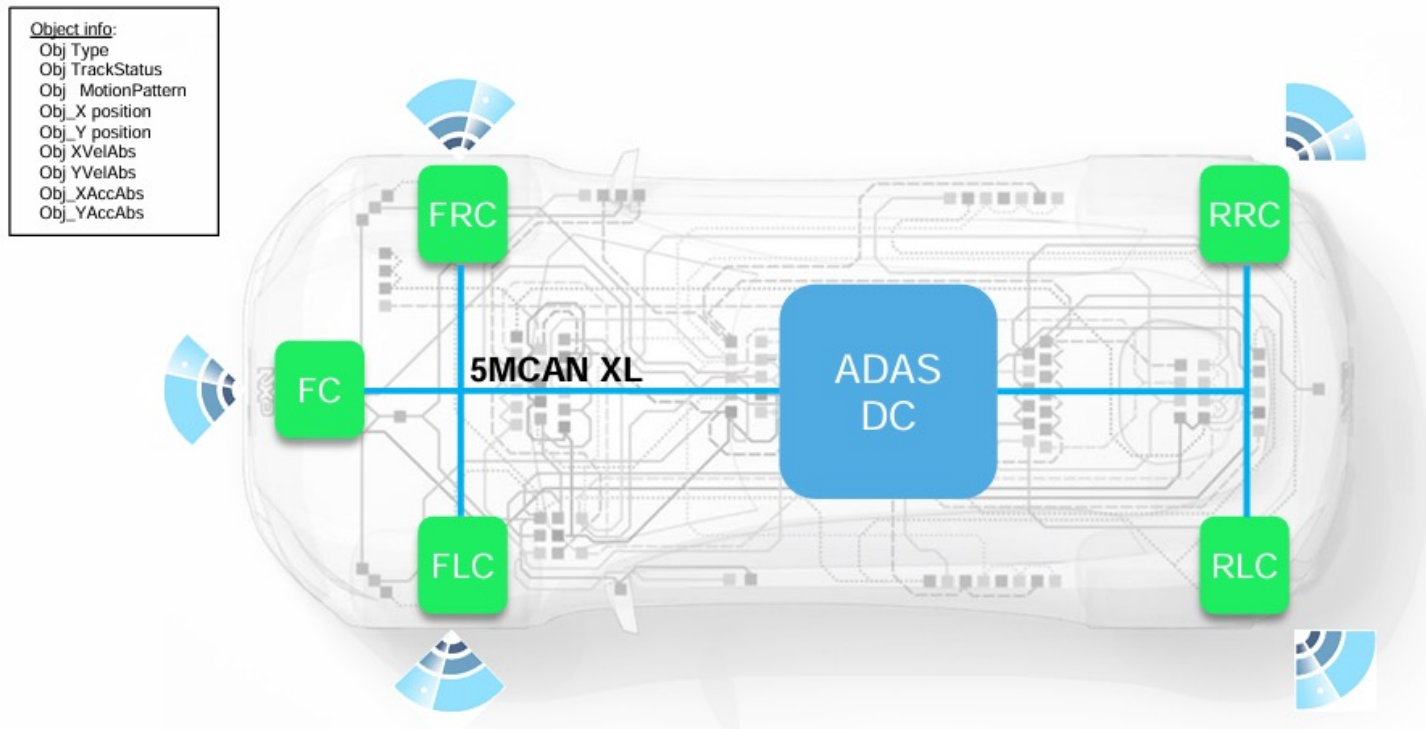 Object info:
Obj Type
Obj TrackStatus
Obj MotionPattern
Obj_X position
Obj_Y position
Obj XVelAbs
Obj YVelAbs
Obj_XAccAbs
Obj_YAccAbs
FRC
RRC
FC
5MCAN XL
ADAS
DC
FLC
RLC